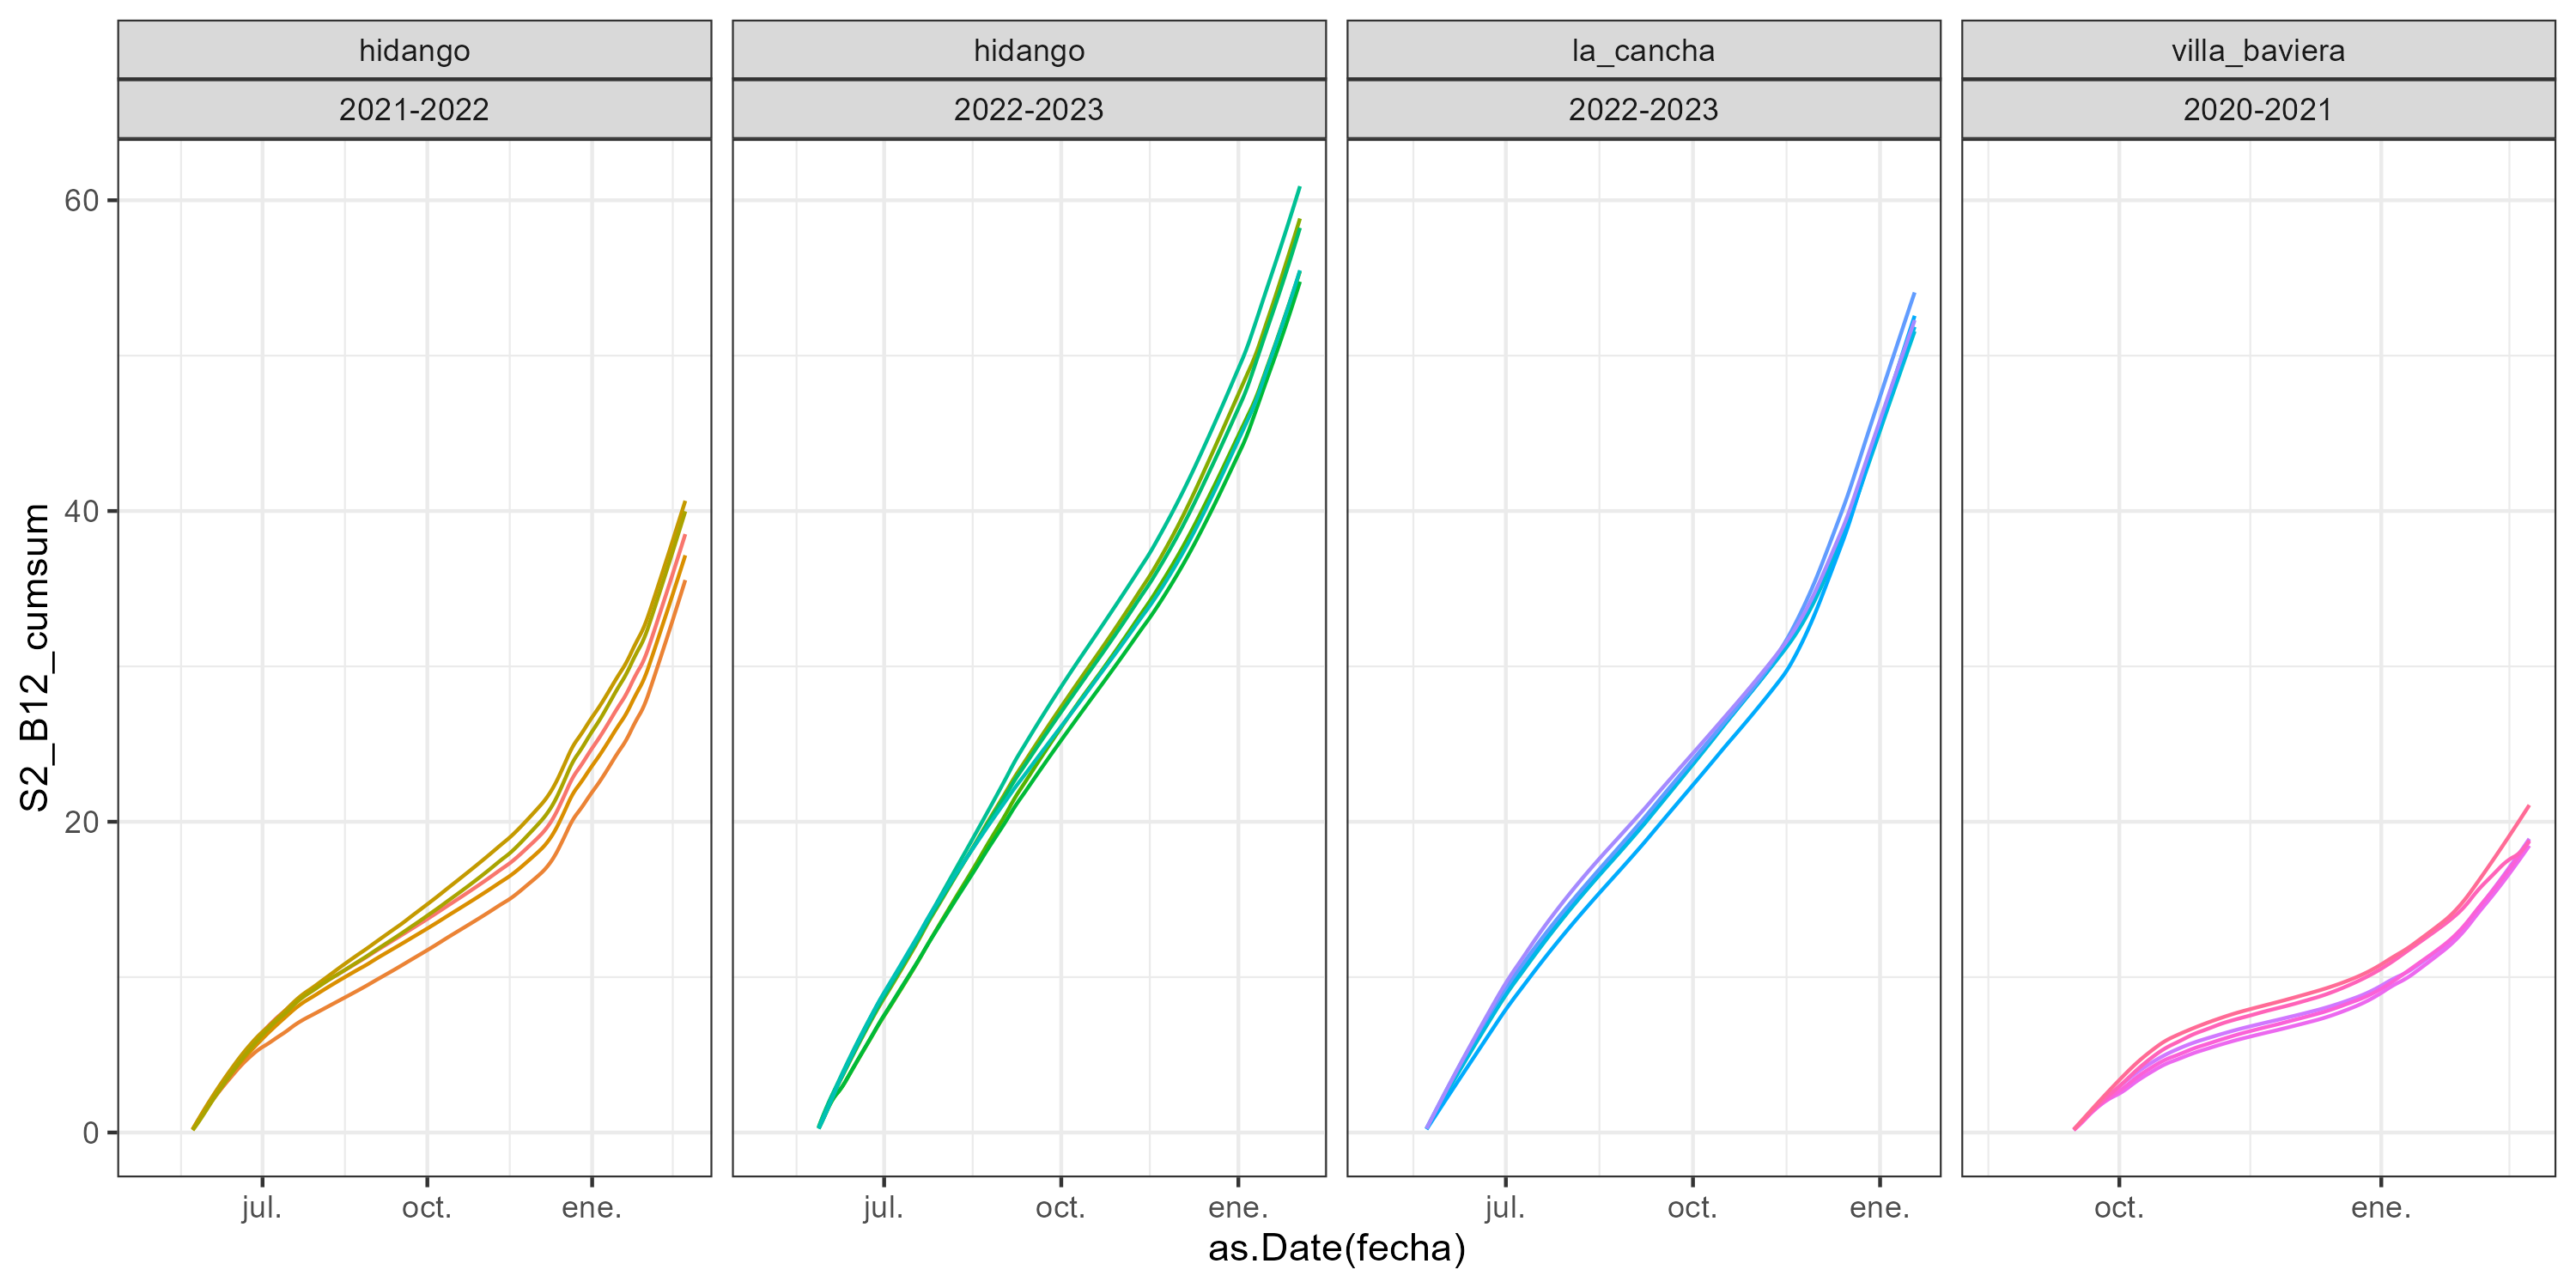 hidango
hidango
la_cancha
villa_baviera
2021-2022
2022-2023
2022-2023
2020-2021
S2_B12_cumsum
60
40
20
0
jul.
oct.
ene.
jul.
oct.
ene.
jul.
oct.
ene.
oct.
ene.
as.Date(fecha)